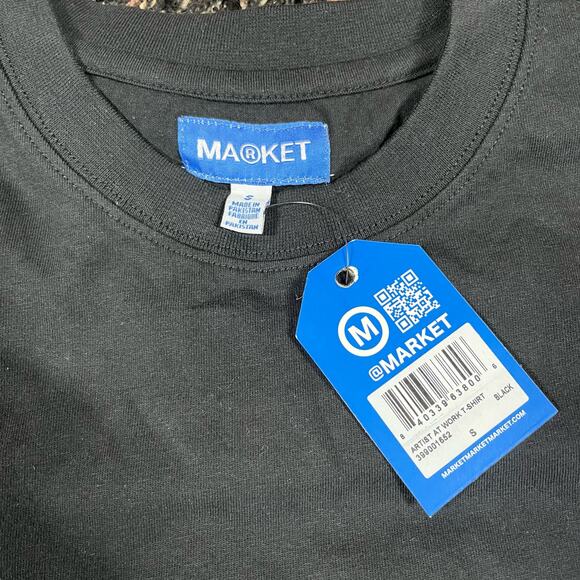 MA®KET
S
MADE IN
PAKISTAN
FABRIQUÉ
EN
PAKISTAN
M
@MARKET
8 40339 63800 6
ARTIST AT WORK T-SHIRT BLACK
399001652 S
MARKETMARKETMARKET.COM